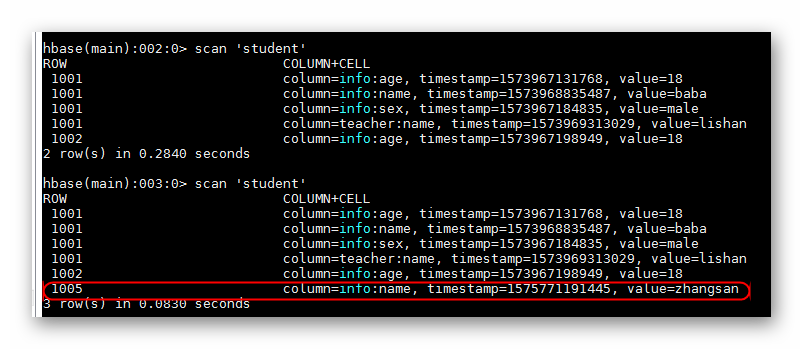 hbase(main):002:0> scan 'student'
ROW COLUMN+CELL
1001 column=info:age, timestamp=1573967131768, value=18
1001 column=info:name, timestamp=1573968835487, value=baba
1001 column=info:sex, timestamp=1573967184835, value=male
1001 column=teacher:name, timestamp=1573969313029, value=lishan
1002 column=info:age, timestamp=1573967198949, value=18
2 row(s) in 0.2840 seconds
hbase(main):003:0> scan 'student'
ROW COLUMN+CELL
1001 column=info:age, timestamp=1573967131768, value=18
1001 column=info:name, timestamp=1573968835487, value=baba
1001 column=info:sex, timestamp=1573967184835, value=male
1001 column=teacher:name, timestamp=1573969313029, value=lishan
1002 column=info:age, timestamp=1573967198949, value=18
1005 column=info:name, timestamp=1575771191445, value=zhangsan
3 row(s) in 0.0830 seconds